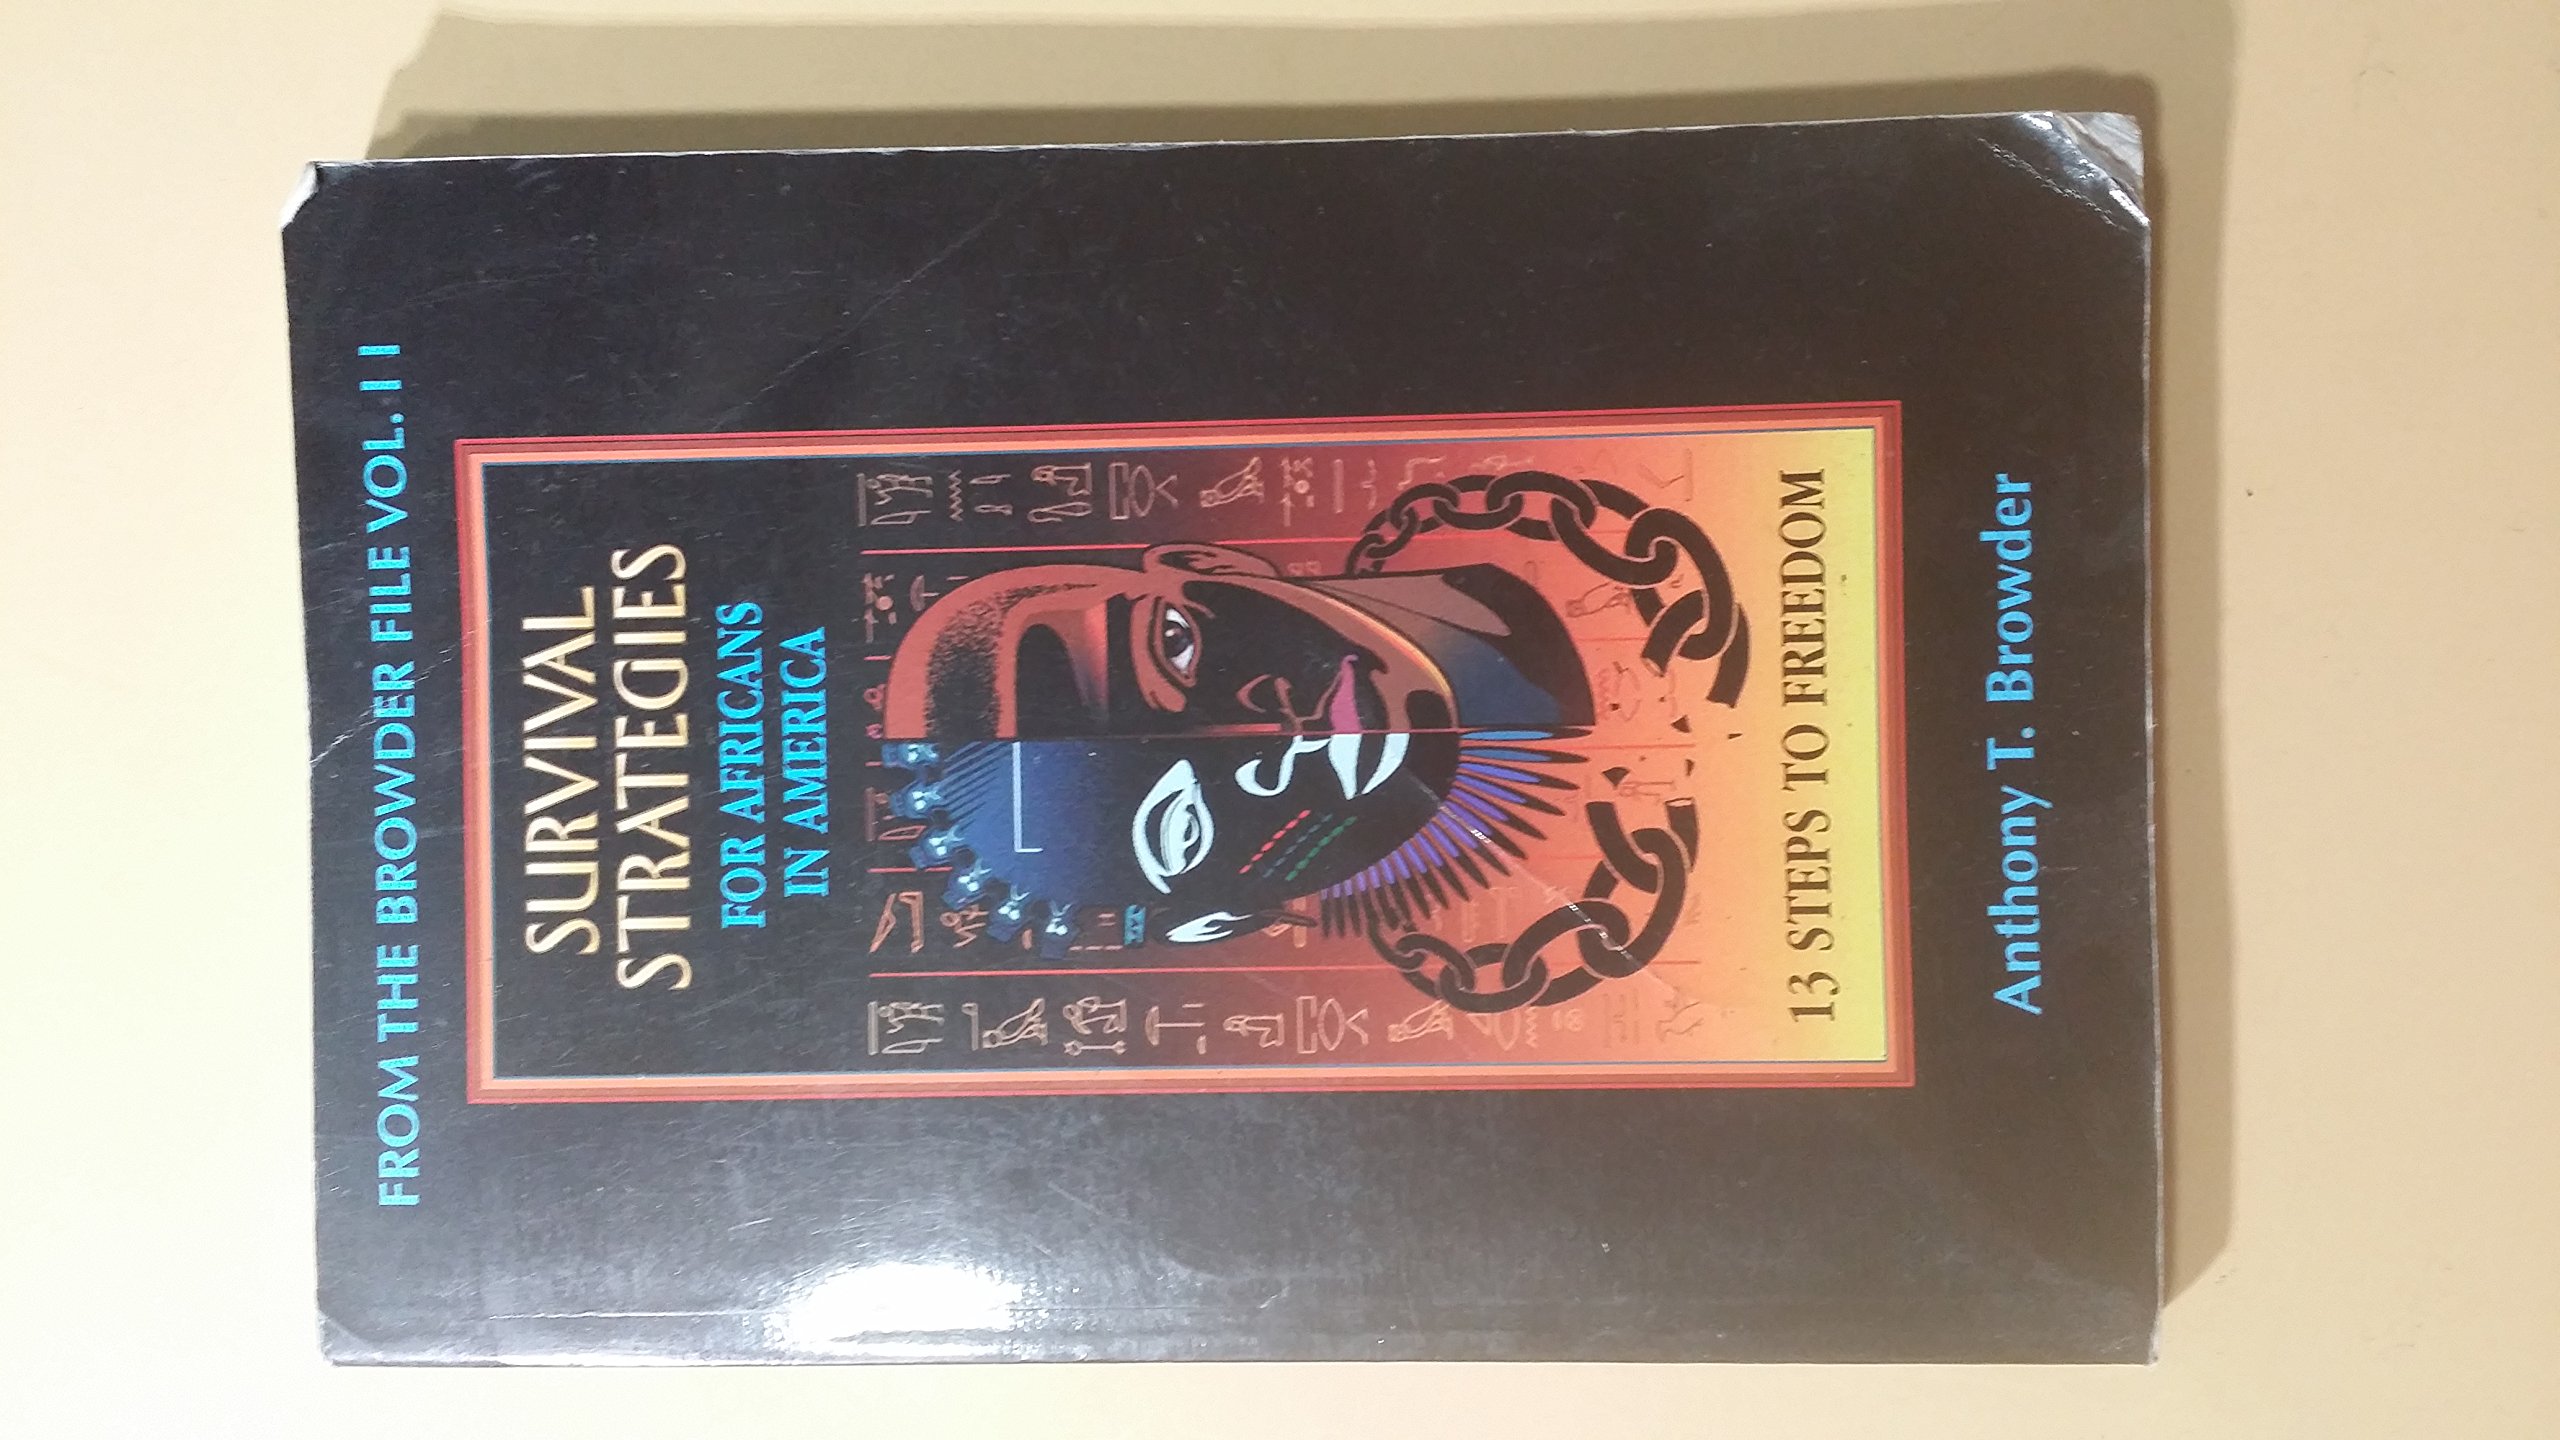 FROM THE BROWDER FILE VOL. II
SURVIVAL
STRATEGIES
FOR AFRICANS
IN AMERICA
13 STEPS TO FREEDOM
Anthony T. Browder